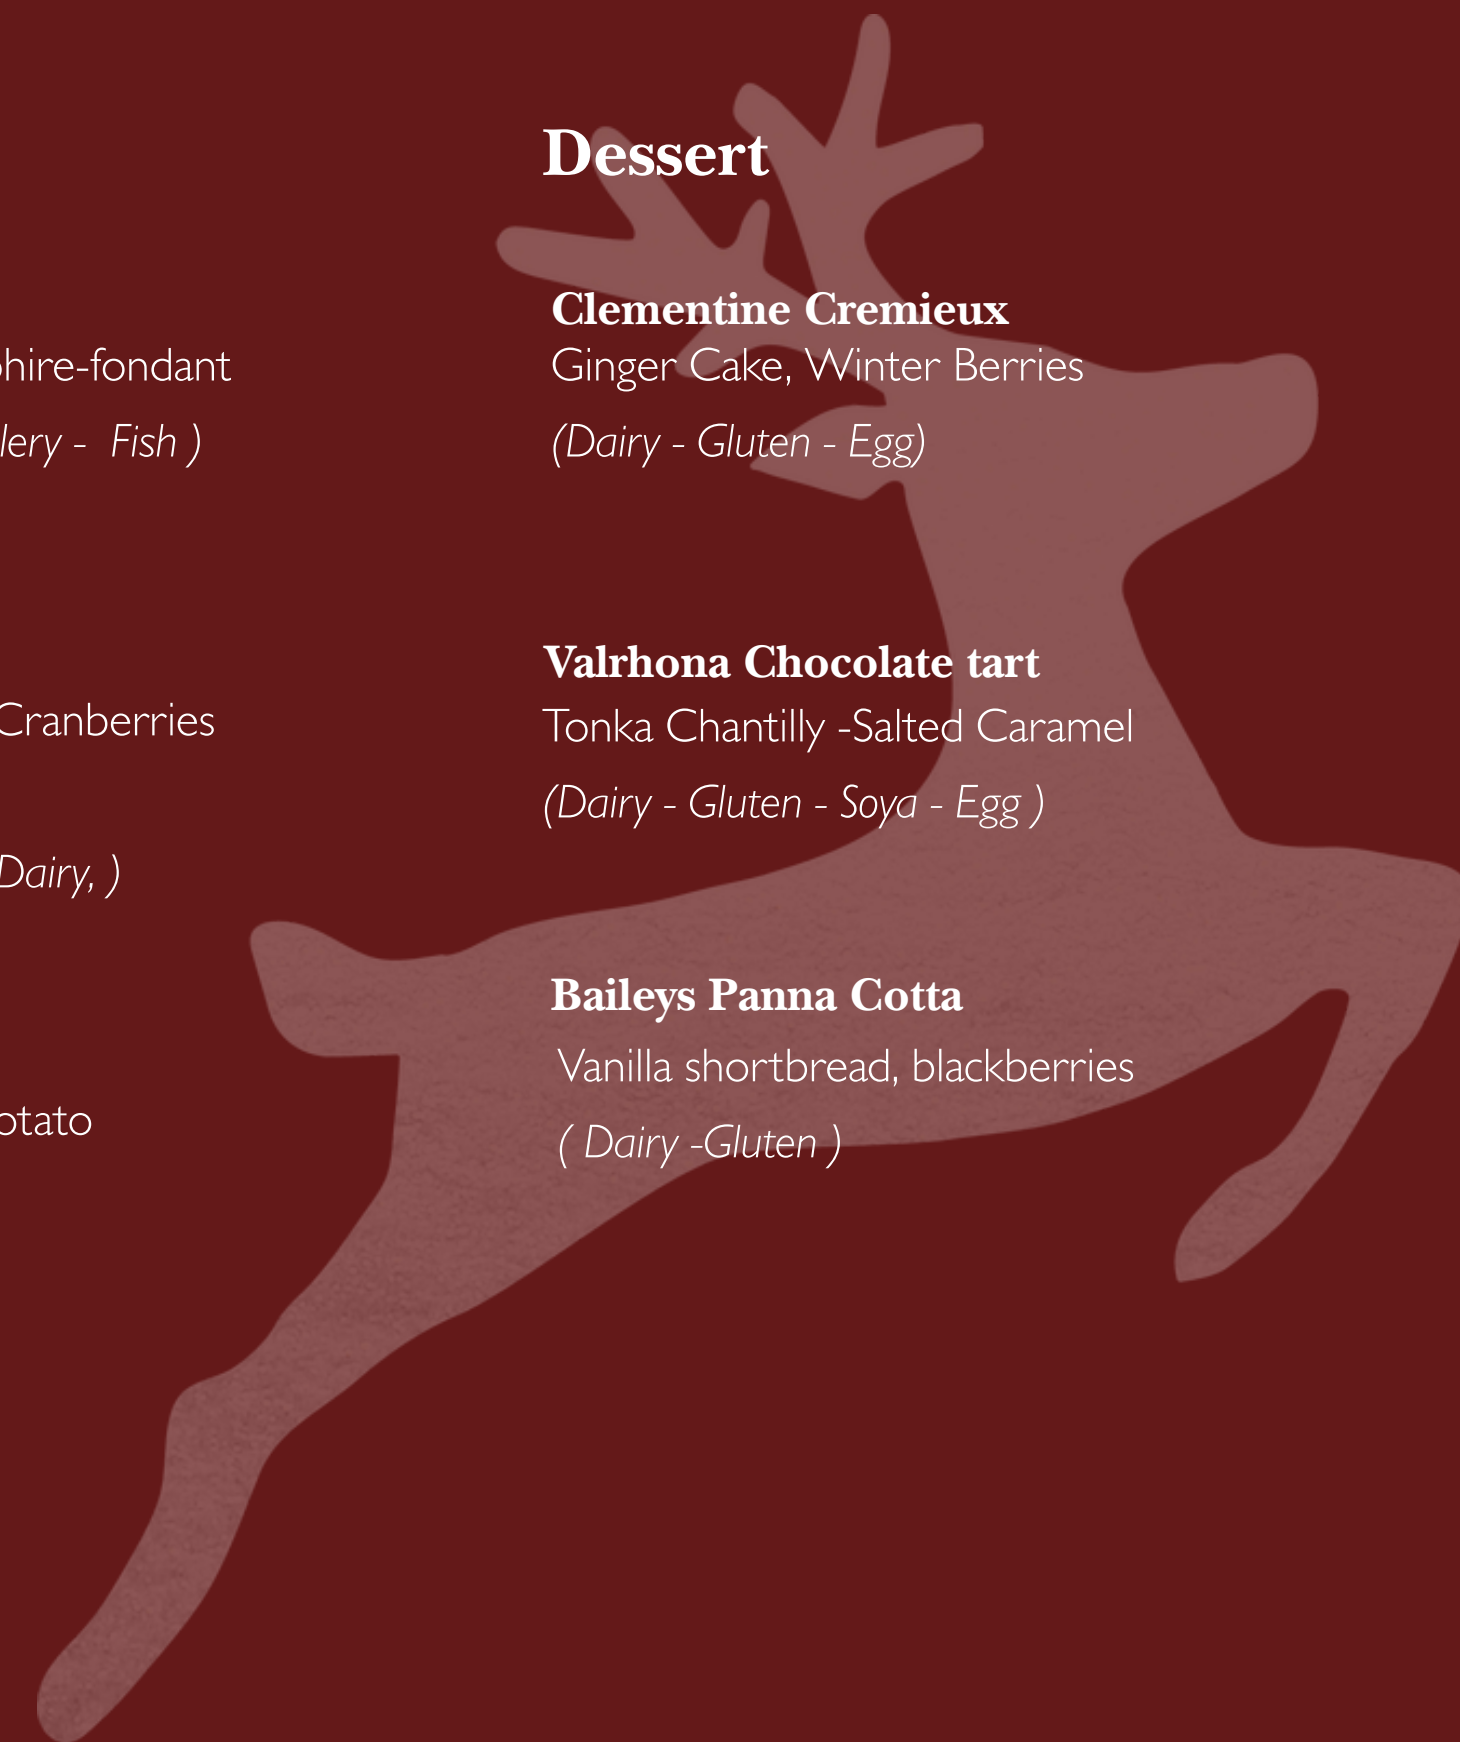 hire-fondant
lery -  Fish )
Cranberries
Dairy, )
otato
Dessert
Clementine Cremieux
Ginger Cake, Winter Berries
(Dairy - Gluten - Egg)
Valrhona Chocolate tart
Tonka Chantilly -Salted Caramel
(Dairy - Gluten - Soya - Egg )
Baileys Panna Cotta
Vanilla shortbread, blackberries
( Dairy -Gluten )